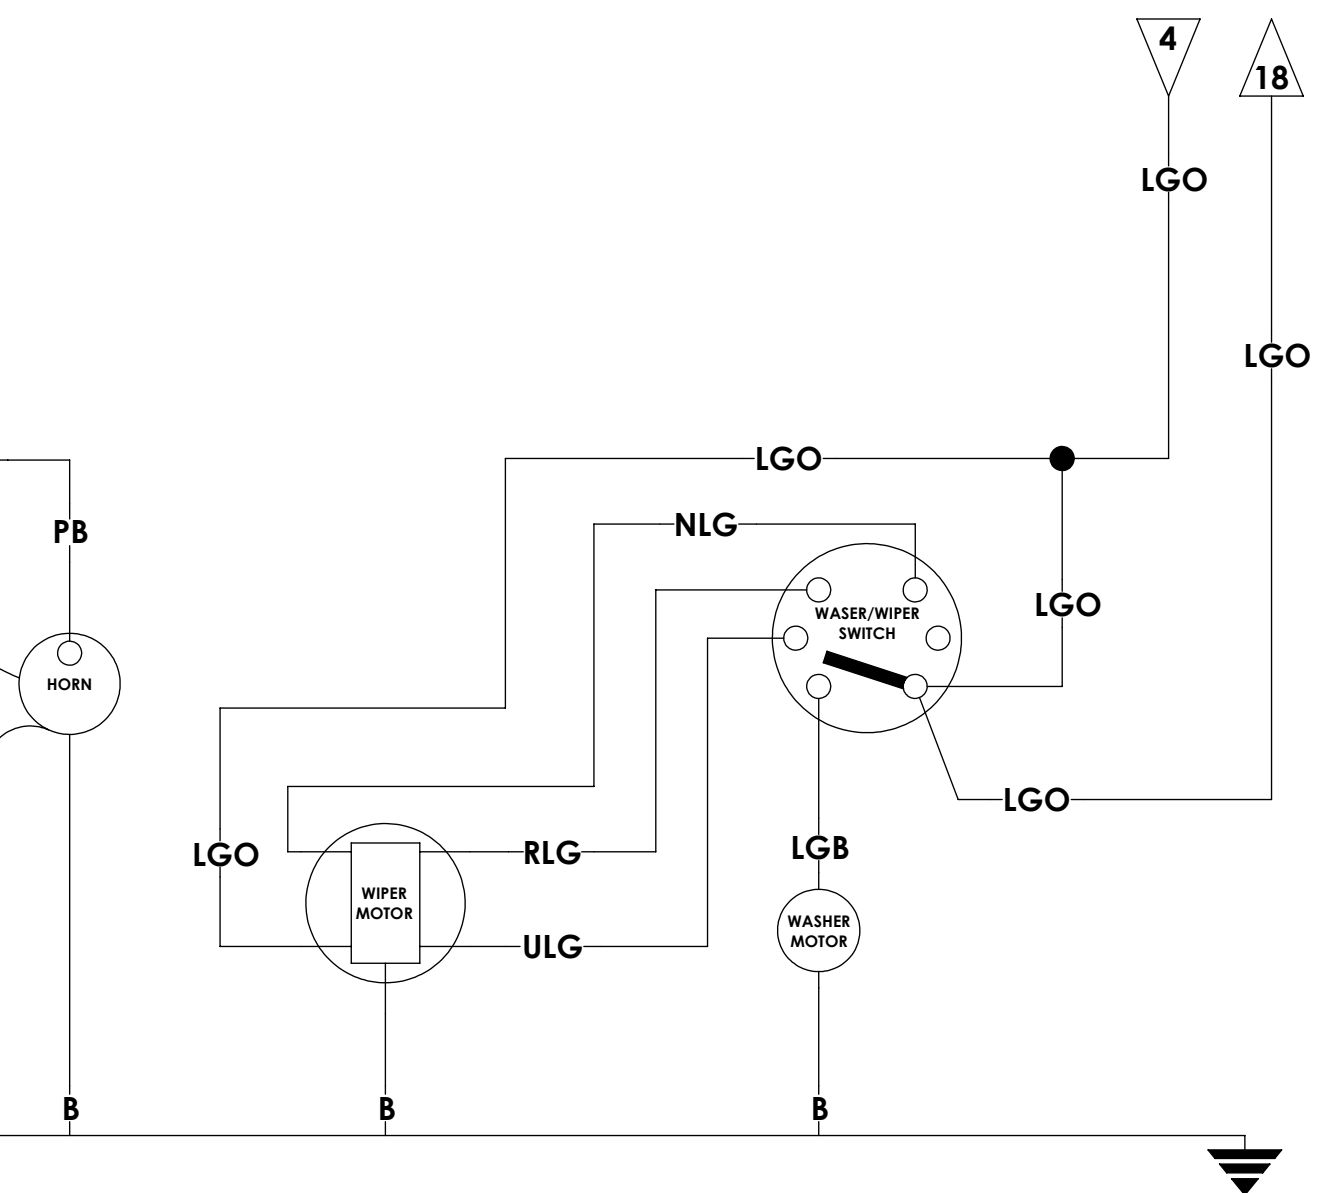 4
18
LGO
LGO
LGO
NLG
PB
LGO
WASER/WIPER
SWITCH
HORN
LGO
LGB
RLG
LGO
WIPER
MOTOR
WASHER
MOTOR
ULG
B
B
B